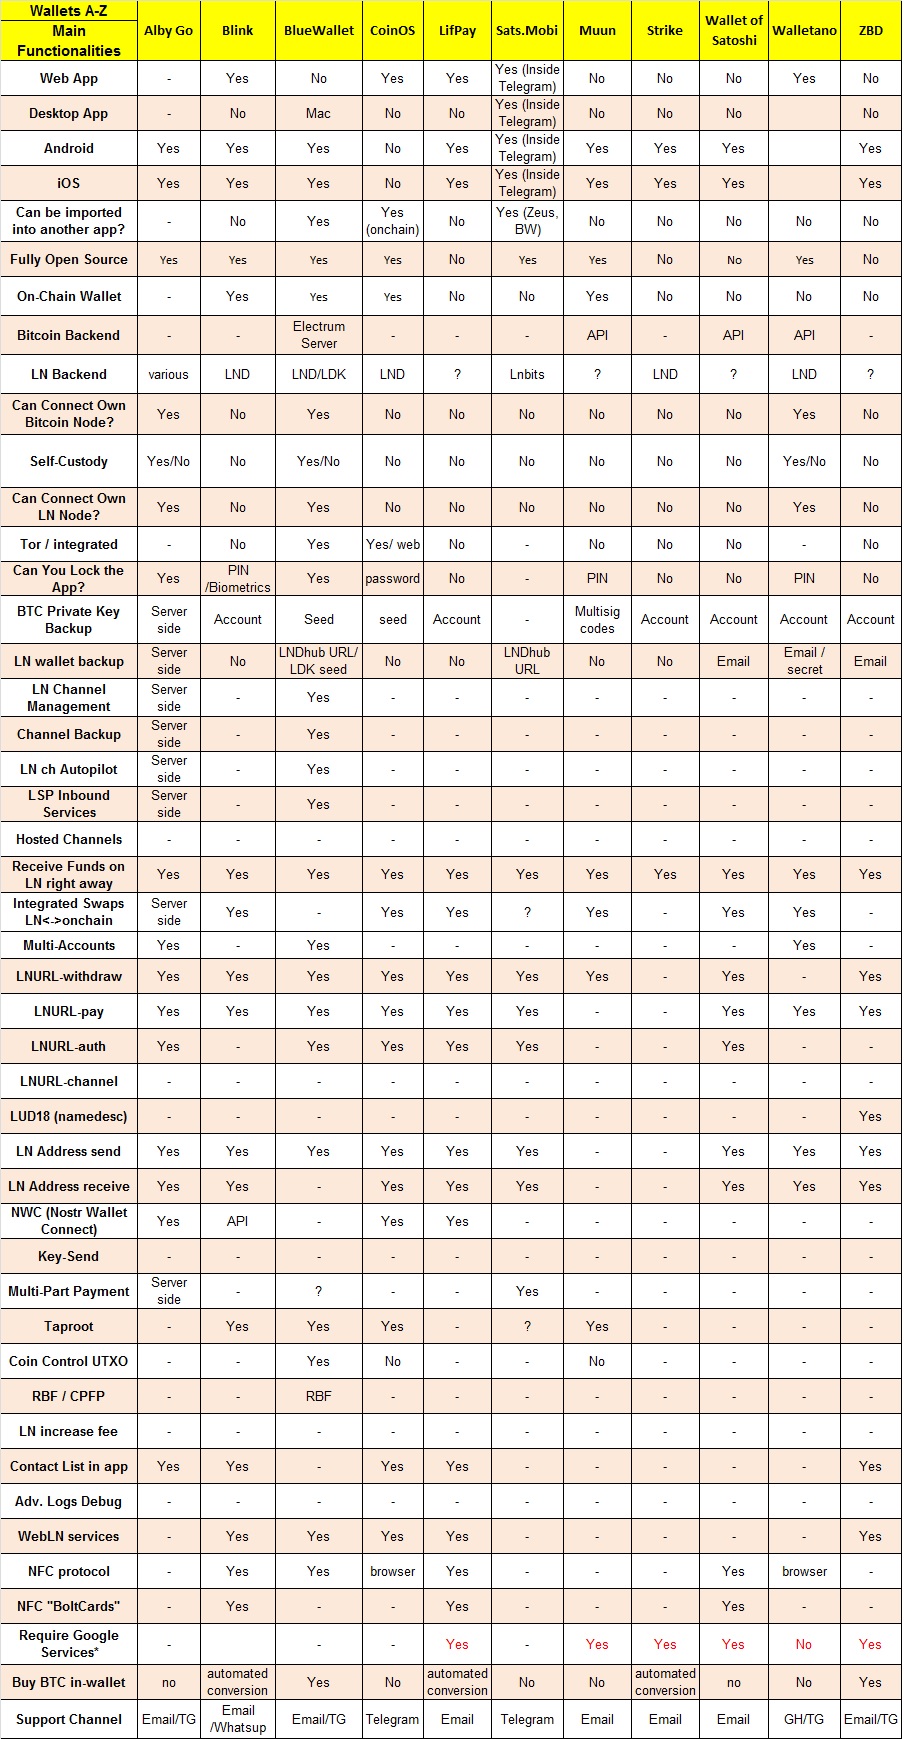 Wallets A-Z
Main Functionalities | Alby Go | Blink | BlueWallet | CoinOS | LifPay | Sats.Mobi | Muun | Strike | Wallet of Satoshi | Walletano | ZBD
Web App | - | Yes | No | Yes | Yes | Yes (Inside Telegram) | No | No | No | Yes | No
Desktop App | - | No | Mac | No | No | Yes (Inside Telegram) | No | No | No | | No
Android | Yes | Yes | Yes | No | Yes | Yes (Inside Telegram) | Yes | Yes | Yes | | Yes
iOS | Yes | Yes | Yes | No | Yes | Yes (Inside Telegram) | Yes | Yes | Yes | | Yes
Can be imported into another app? | - | No | Yes | Yes (onchain) | No | Yes (Zeus, BW) | No | No | No | No | No
Fully Open Source | Yes | Yes | Yes | Yes | No | Yes | Yes | No | No | Yes | No
On-Chain Wallet | - | Yes | Yes | Yes | No | No | Yes | No | No | No | No
Bitcoin Backend | - | - | Electrum Server | - | - | - | API | - | API | API | -
LN Backend | various | LND | LND/LDK | LND | ? | Lnbits | ? | LND | ? | LND | ?
Can Connect Own Bitcoin Node? | Yes | No | Yes | No | No | No | No | No | No | Yes | No
Self-Custody | Yes/No | No | Yes/No | No | No | No | No | No | No | Yes/No | No
Can Connect Own LN Node? | Yes | No | Yes | No | No | No | No | No | No | Yes | No
Tor / integrated | - | No | Yes | Yes/ web | No | - | No | No | No | - | No
Can You Lock the App? | Yes | PIN /Biometrics | Yes | password | No | - | PIN | No | No | PIN | No
BTC Private Key Backup | Server side | Account | Seed | seed | Account | - | Multisig codes | Account | Account | Account | Account
LN wallet backup | Server side | No | LNDhub URL/ LDK seed | No | No | LNDhub URL | No | No | Email | Email / secret | Email
LN Channel Management | Server side | - | Yes | - | - | - | - | - | - | - | -
Channel Backup | Server side | - | Yes | - | - | - | - | - | - | - | -
LN ch Autopilot | Server side | - | Yes | - | - | - | - | - | - | - | -
LSP Inbound Services | Server side | - | Yes | - | - | - | - | - | - | - | -
Hosted Channels | - | - | - | - | - | - | - | - | - | - | -
Receive Funds on LN right away | Yes | Yes | Yes | Yes | Yes | Yes | Yes | Yes | Yes | Yes | Yes
Integrated Swaps LN<->onchain | Server side | Yes | - | Yes | Yes | ? | Yes | - | Yes | Yes | -
Multi-Accounts | Yes | - | Yes | - | - | - | - | - | - | Yes | -
LNURL-withdraw | Yes | Yes | Yes | Yes | Yes | Yes | Yes | - | Yes | - | Yes
LNURL-pay | Yes | Yes | Yes | Yes | Yes | Yes | - | - | Yes | Yes | Yes
LNURL-auth | Yes | - | Yes | Yes | Yes | Yes | - | - | Yes | - | -
LNURL-channel | - | - | - | - | - | - | - | - | - | - | -
LUD18 (namedesc) | - | - | - | - | - | - | - | - | - | - | Yes
LN Address send | Yes | Yes | Yes | Yes | Yes | Yes | - | - | Yes | Yes | Yes
LN Address receive | Yes | Yes | - | Yes | Yes | Yes | - | - | Yes | Yes | Yes
NWC (Nostr Wallet Connect) | Yes | API | - | Yes | Yes | - | - | - | - | - | -
Key-Send | - | - | - | - | - | - | - | - | - | - | -
Multi-Part Payment | Server side | - | ? | - | - | Yes | - | - | - | - | -
Taproot | - | Yes | Yes | Yes | - | ? | Yes | - | - | - | -
Coin Control UTXO | - | - | Yes | No | - | - | No | - | - | - | -
RBF / CPFP | - | - | RBF | - | - | - | - | - | - | - | -
LN increase fee | - | - | - | - | - | - | - | - | - | - | -
Contact List in app | Yes | Yes | - | Yes | Yes | - | - | - | - | - | Yes
Adv. Logs Debug | - | - | - | - | - | - | - | - | - | - | -
WebLN services | - | Yes | Yes | Yes | Yes | - | - | - | - | - | Yes
NFC protocol | - | Yes | Yes | browser | Yes | - | - | - | Yes | browser | -
NFC "BoltCards" | - | Yes | - | - | Yes | - | - | - | Yes | - | -
Require Google Services* | - | | - | - | Yes | - | Yes | Yes | Yes | No | Yes
Buy BTC in-wallet | no | automated conversion | Yes | No | automated conversion | No | No | automated conversion | no | No | Yes
Support Channel | Email/TG | Email /Whatsup | Email/TG | Telegram | Email | Telegram | Email | Email | Email | GH/TG | Email/TG